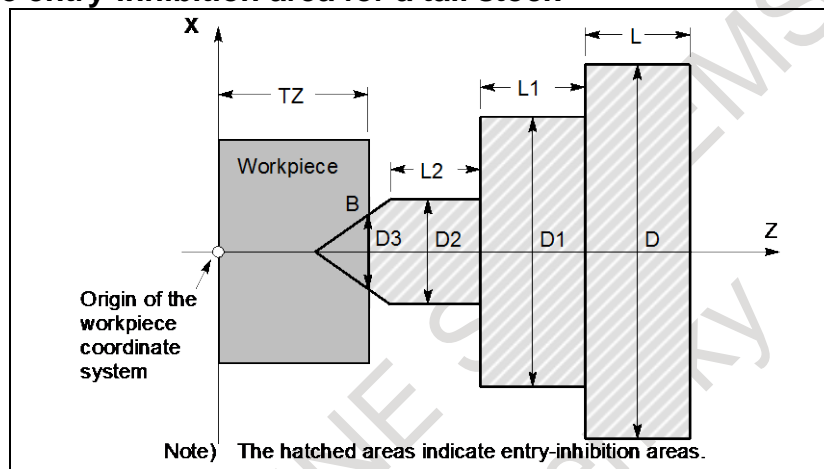 entry-inhibition area for a tail stock
X
L
L1
TZ
Workpiece
L2
B
Z
D3
D2
D1
D
Origin of the
workpiece
coordinate
system
Note) The hatched areas indicate entry-inhibition areas.